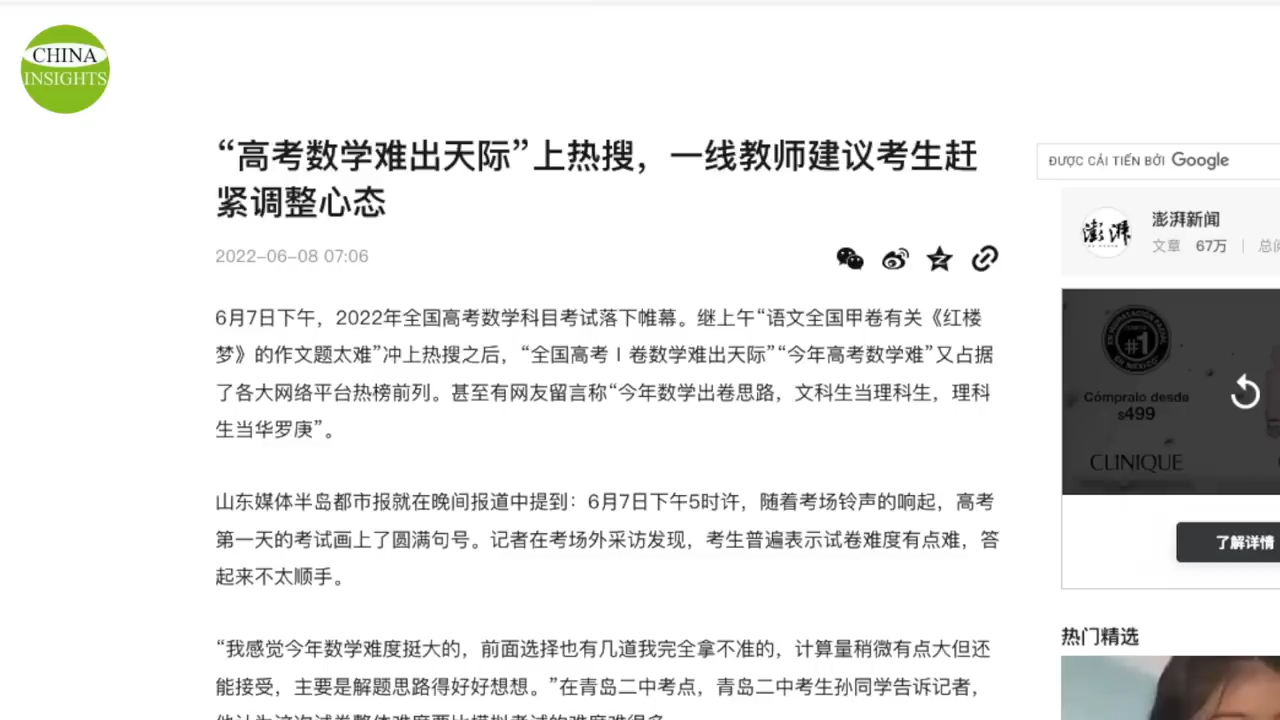 CHINA
INSIGHTS
“高考数学难出天际”上热搜，一线教师建议考生赶
紧调整心态
2022-06-08 07:06
6月7日下午，2022年全国高考数学科目考试落下帷幕。继上午“语文全国甲卷有关《红楼
梦》的作文题太难”冲上热搜之后，“全国高考Ⅰ卷数学难出天际”“今年高考数学难”又占据
了各大网络平台热榜前列。甚至有网友留言称“今年数学出卷思路，文科生当理科生，理科
生当华罗庚”。
山东媒体半岛都市报就在晚间报道中提到：6月7日下午5时许，随着考场铃声的响起，高考
第一天的考试画上了圆满句号。记者在考场外采访发现，考生普遍表示试卷难度有点难，答
起来不太顺手。
“我感觉今年数学难度挺大的，前面选择也有几道我完全拿不准的，计算量稍微有点大但还
能接受，主要是解题思路得好好想想。”在青岛二中考点，青岛二中考生孙同学告诉记者，
ĐƯỢC CẢI TIẾN BỞI Google
澎湃
澎湃新闻
文章 67万 总阅
#1
Cómpralo desde
$499
CLINIQUE
了解详情
热门精选